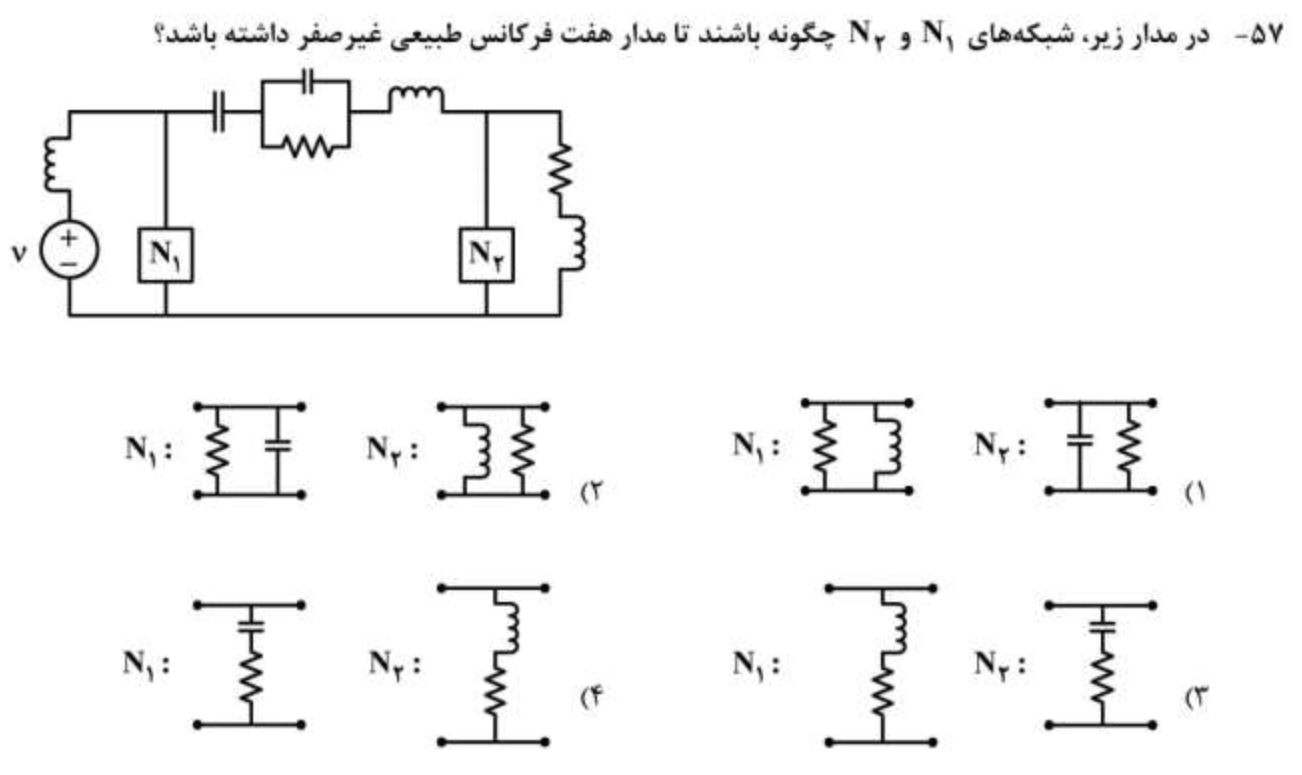 ۵۷- در مدار زیر، شبکه‌های N۱ و N۲ چگونه باشند تا مدار هفت فرکانس طبیعی غیرصفر داشته باشد؟
v
+
−
N۱
N۲
N۱: N۲: (۱
N۱: N۲: (۲
N۱: N۲: (۳
N۱: N۲: (۴